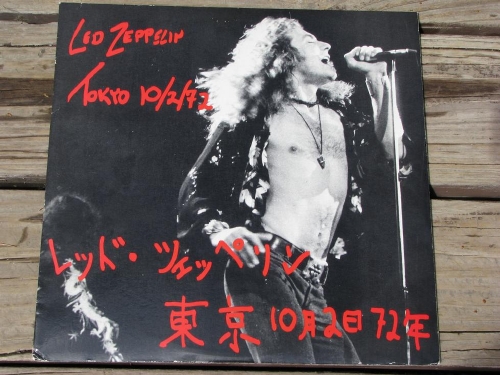 LED ZEPPELIN
TOKYO 10/2/72
レッド・ツェッペリン
東京 10月2日 72年